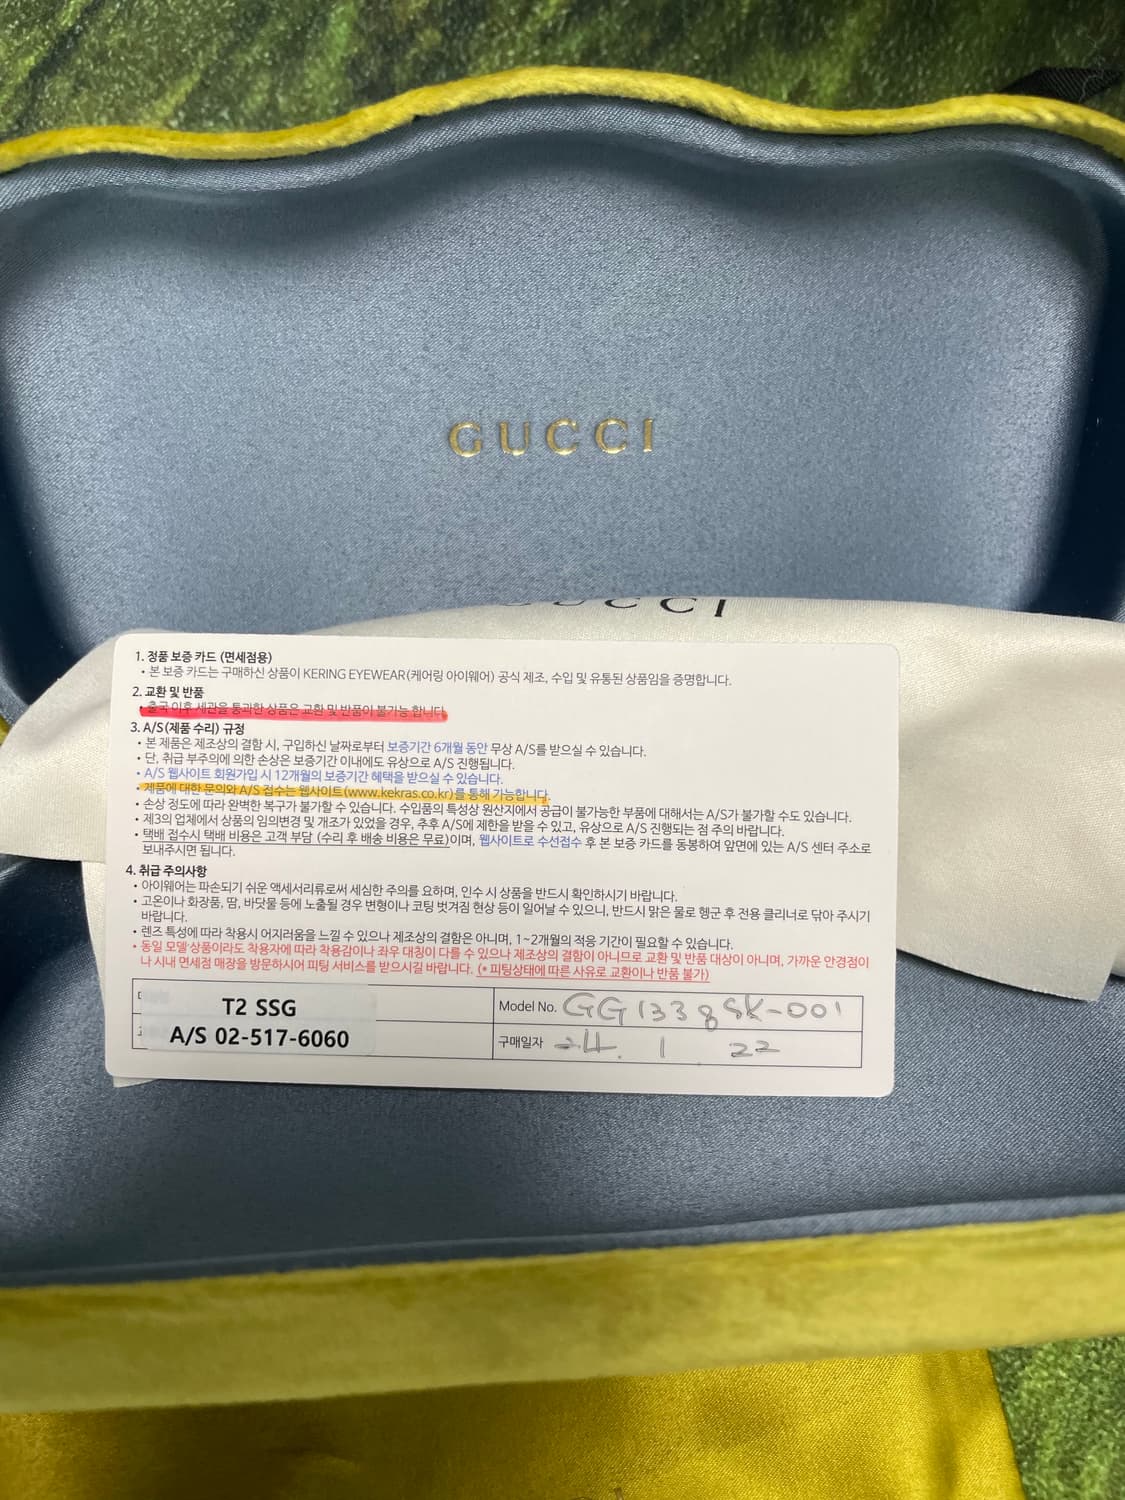 GUCCI
GUCCI
1. 정품 보증 카드 (면세점용)
• 본 보증 카드는 구매하신 상품이 KERING EYEWEAR(케어링 아이웨어) 공식 제조, 수입 및 유통된 상품임을 증명합니다.
2. 교환 및 반품
• 출국 이후 세관을 통과한 상품은 교환 및 반품이 불가능 합니다.
3. A/S(제품 수리) 규정
• 본 제품은 제조상의 결함 시, 구입하신 날짜로부터 보증기간 6개월 동안 무상 A/S를 받으실 수 있습니다.
• 단, 취급 부주의에 의한 손상은 보증기간 이내에도 유상으로 A/S 진행됩니다.
• A/S 웹사이트 회원가입 시 12개월의 보증기간 혜택을 받으실 수 있습니다.
• 제품에 대한 문의와 A/S 접수는 웹사이트(www.kekras.co.kr)를 통해 가능합니다.
• 손상 정도에 따라 완벽한 복구가 불가할 수 있습니다. 수입품의 특성상 원산지에서 공급이 불가능한 부품에 대해서는 A/S가 불가할 수도 있습니다.
• 제3의 업체에서 상품의 임의변경 및 개조가 있었을 경우, 추후 A/S에 제한을 받을 수 있고, 유상으로 A/S 진행되는 점 주의 바랍니다.
• 택배 접수시 택배 비용은 고객 부담 (수리 후 배송 비용은 무료)이며, 웹사이트로 수선접수 후 본 보증 카드를 동봉하여 앞면에 있는 A/S 센터 주소로
보내주시면 됩니다.
4. 취급 주의사항
• 아이웨어는 파손되기 쉬운 액세서리류로써 세심한 주의를 요하며, 인수 시 상품을 반드시 확인하시기 바랍니다.
• 고온이나 화장품, 땀, 바닷물 등에 노출될 경우 변형이나 코팅 벗겨짐 현상 등이 일어날 수 있으니, 반드시 맑은 물로 헹군 후 전용 클리너로 닦아 주시기
바랍니다.
• 렌즈 특성에 따라 착용시 어지러움을 느낄 수 있으나 제조상의 결함은 아니며, 1~2개월의 적응 기간이 필요할 수 있습니다.
• 동일 모델 상품이라도 착용자에 따라 착용감이나 좌우 대칭이 다를 수 있으나 제조상의 결함이 아니므로 교환 및 반품 대상이 아니며, 가까운 안경점이
나 시내 면세점 매장을 방문하시어 피팅 서비스를 받으시길 바랍니다. (* 피팅상태에 따른 사유로 교환이나 반품 불가)
T2 SSG
Model No. GG1338SK-001
A/S 02-517-6060
구매일자 24. 1. 22